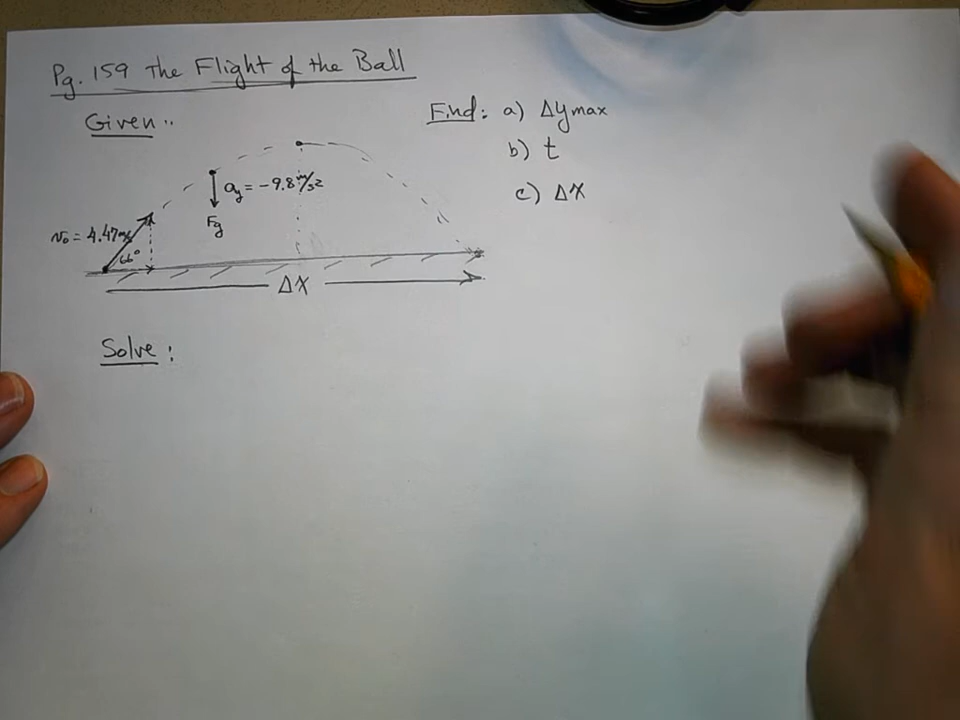 Pg. 159 The Flight of the Ball
Given:
Find: a) Δymax
b) t
c) Δx
ay = -9.8 m/s2
Fg
v0 = 4.47 m/s
66°
Δx
Solve: